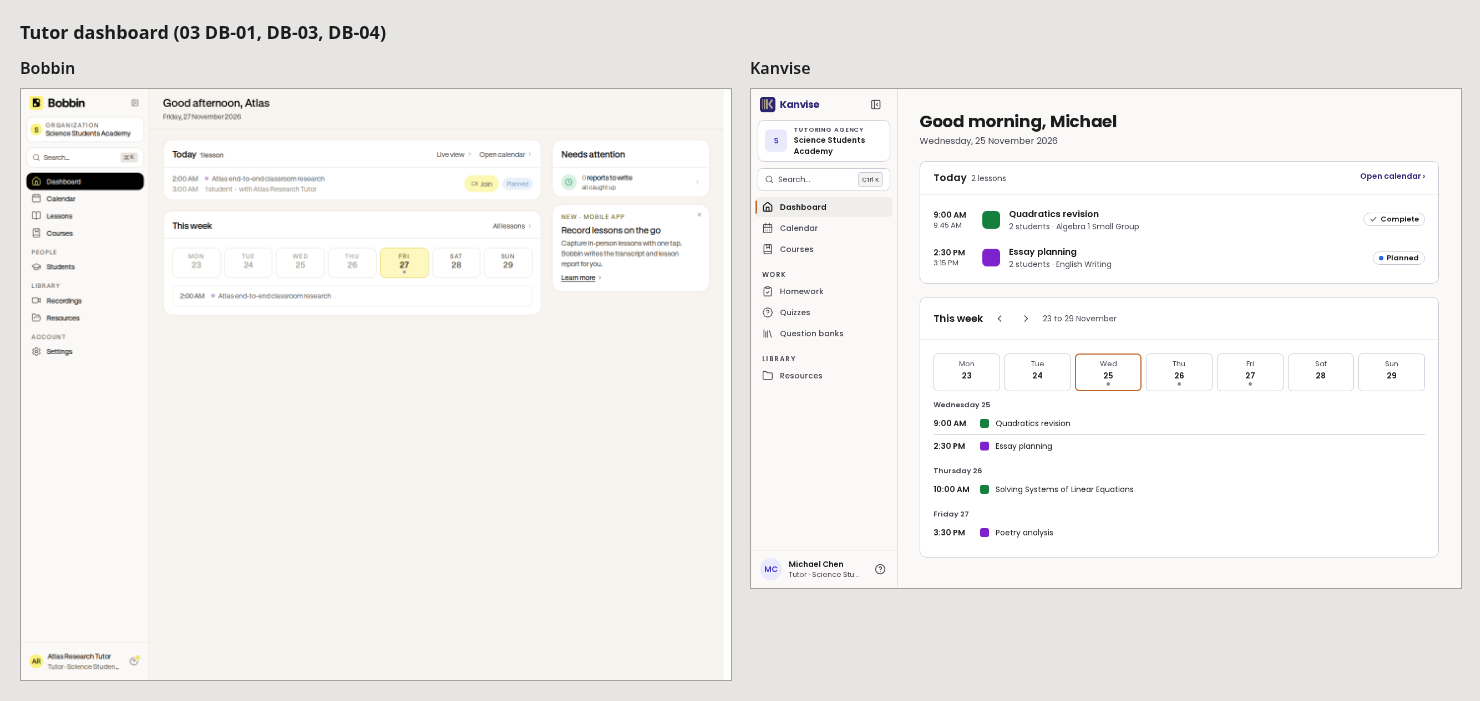 Tutor dashboard (03 DB-01, DB-03, DB-04)
Bobbin
Bobbin
ORGANIZATION
S
Science Students Academy
Search...
⌘K
Dashboard
Calendar
Lessons
Courses
PEOPLE
Students
LIBRARY
Recordings
Resources
ACCOUNT
Settings
AR
Atlas Research Tutor
Tutor · Science Studen...
Good afternoon, Atlas
Friday, 27 November 2026
Today 1 lesson
Live view ›
Open calendar ›
2:00 AM Atlas end-to-end classroom research
3:00 AM 1 student · with Atlas Research Tutor
Join
Planned
This week
All lessons ›
MON TUE WED THU FRI SAT SUN
23 24 25 26 27 28 29
2:00 AM Atlas end-to-end classroom research
Needs attention
0 reports to write
all caught up
NEW · MOBILE APP
×
Record lessons on the go
Capture in-person lessons with one tap.
Bobbin writes the transcript and lesson
report for you.
Learn more ›
Kanvise
Kanvise
TUTORING AGENCY
S
Science Students
Academy
Search...
Ctrl K
Dashboard
Calendar
Courses
WORK
Homework
Quizzes
Question banks
LIBRARY
Resources
MC
Michael Chen
Tutor · Science Stu...
Good morning, Michael
Wednesday, 25 November 2026
Today 2 lessons
Open calendar ›
9:00 AM Quadratics revision
9:45 AM 2 students · Algebra 1 Small Group
Complete
2:30 PM Essay planning
3:15 PM 2 students · English Writing
Planned
This week ‹ › 23 to 29 November
Mon Tue Wed Thu Fri Sat Sun
23 24 25 26 27 28 29
Wednesday 25
9:00 AM Quadratics revision
2:30 PM Essay planning
Thursday 26
10:00 AM Solving Systems of Linear Equations
Friday 27
3:30 PM Poetry analysis